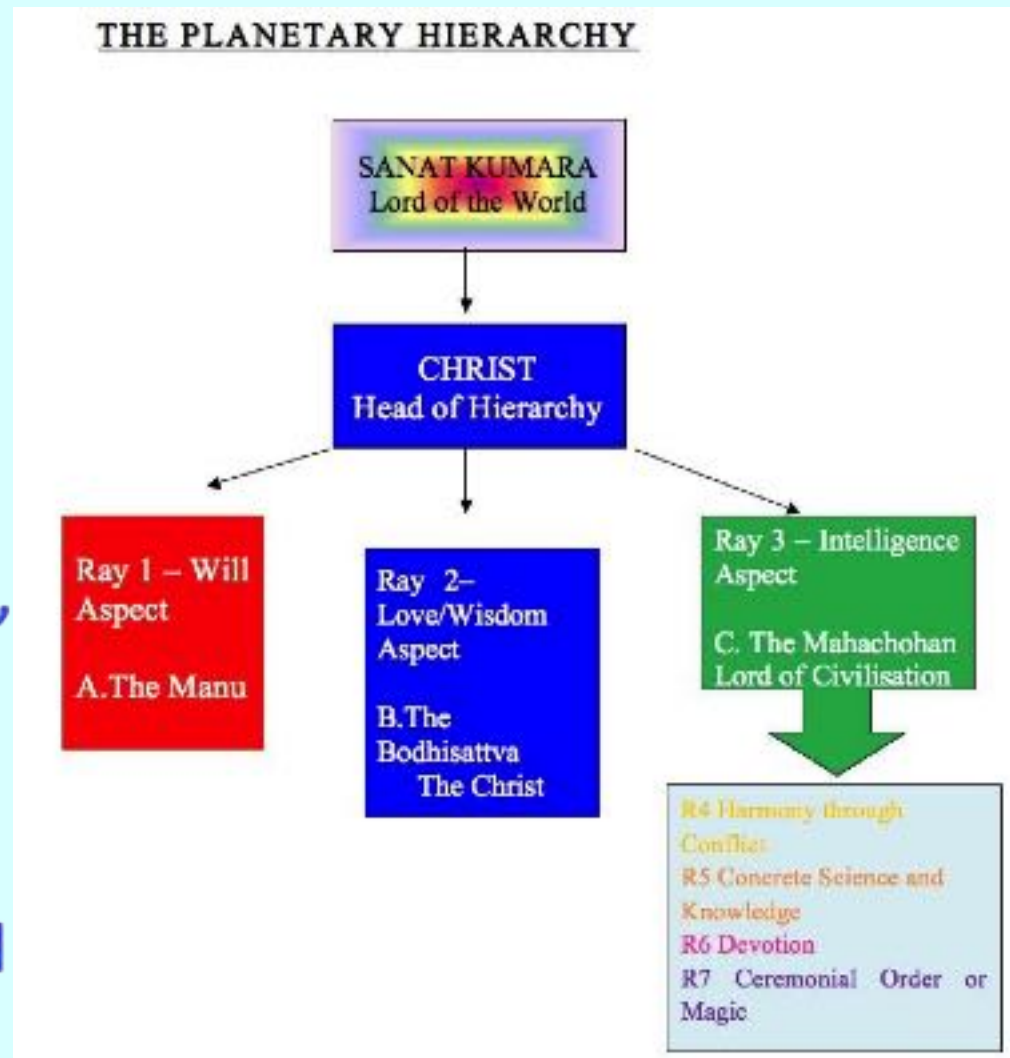 THE PLANETARY HIERARCHY
SANAT KUMARA
Lord of the World
CHRIST
Head of Hierarchy
Ray 1 – Will
Aspect
A.The Manu
Ray 2–
Love/Wisdom
Aspect
B.The
Bodhisattva
The Christ
Ray 3 – Intelligence
Aspect
C. The Mahachohan
Lord of Civilisation
R4 Harmony through
Conflict
R5 Concrete Science and
Knowledge
R6 Devotion
R7 Ceremonial Order or
Magic